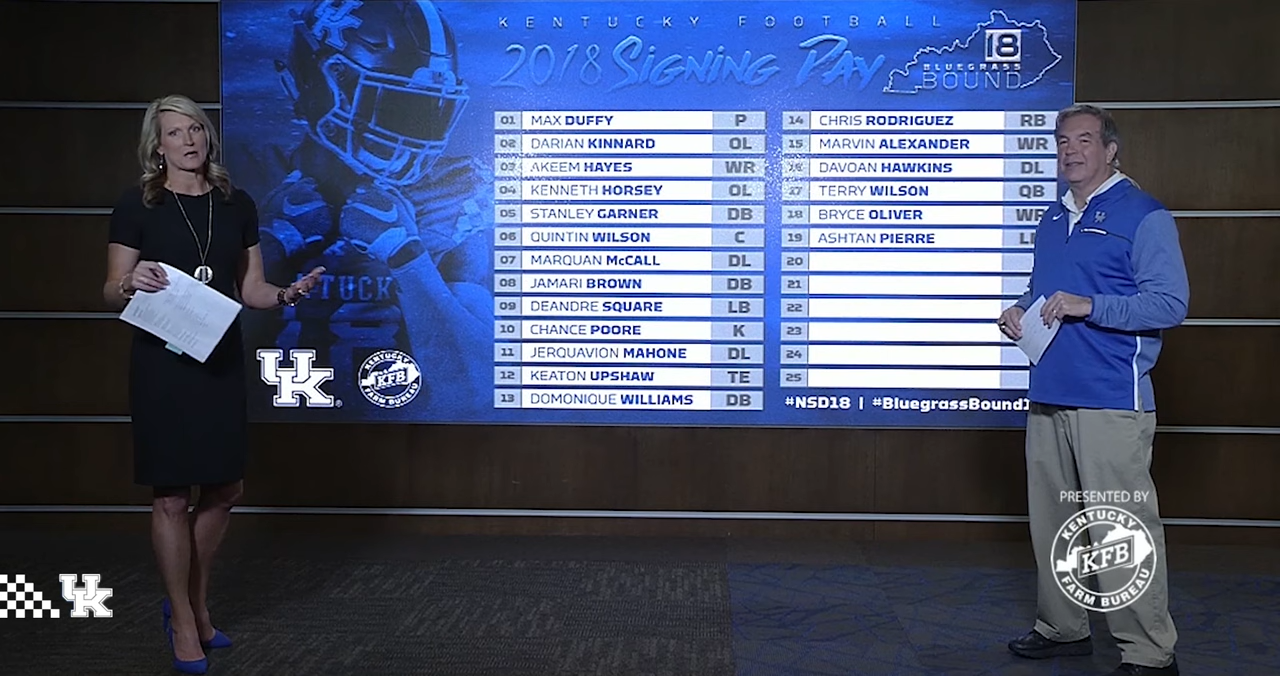 KENTUCKY FOOTBALL
2018 SIGNING DAY
18
BLUEGRASS
BOUND
01 MAX DUFFY P
02 DARIAN KINNARD OL
03 AKEEM HAYES WR
04 KENNETH HORSEY OL
05 STANLEY GARNER DB
06 QUINTIN WILSON C
07 MARQUAN McCALL DL
08 JAMARI BROWN DB
09 DEANDRE SQUARE LB
10 CHANCE POORE K
11 JERQUAVION MAHONE DL
12 KEATON UPSHAW TE
13 DOMONIQUE WILLIAMS DB
14 CHRIS RODRIGUEZ RB
15 MARVIN ALEXANDER WR
16 DAVOAN HAWKINS DL
17 TERRY WILSON QB
18 BRYCE OLIVER WR
19 ASHTAN PIERRE
20
21
22
23
24
25
#NSD18 | #BluegrassBound1
UK
KENTUCKY
KFB
FARM BUREAU
UK
PRESENTED BY
KENTUCKY
KFB
FARM BUREAU
UK